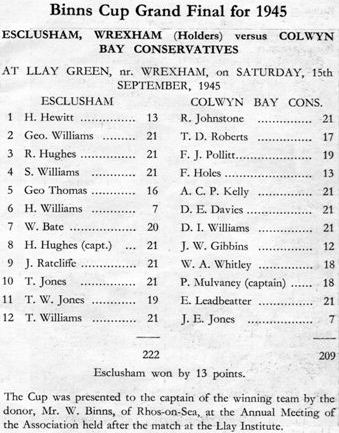 Binns Cup Grand Final for 1945
ESCLUSHAM, WREXHAM (Holders) versus COLWYN
BAY CONSERVATIVES
AT LLAY GREEN, nr. WREXHAM, on SATURDAY, 15th
SEPTEMBER, 1945
ESCLUSHAM COLWYN BAY CONS.
1 H. Hewitt ............... 13 R. Johnstone ............ 21
2 Geo. Williams ......... 21 T. D. Roberts ............ 17
3 R. Hughes ............... 21 F. J. Pollitt............... 19
4 S. Williams ............ 21 F. Holes .................. 13
5 Geo Thomas ............ 16 A. C. P. Kelly ............ 21
6 H. Williams ............ 7 D. E. Davies ............ 21
7 W. Bate .................. 20 D. I. Williams ............ 21
8 H. Hughes (capt.) ... 21 J. W. Gibbins ............ 12
9 J. Ratcliffe ............ 21 W. A. Whitley ............ 18
10 T. Jones .................. 21 P. Mulvaney (captain) ...... 18
11 T. W. Jones ............ 19 E. Leadbeatter ............ 21
12 T. Williams ............ 21 J. E. Jones ............... 7
222 209
Esclusham won by 13 points.
The Cup was presented to the captain of the winning team by the
donor, Mr. W. Binns, of Rhos-on-Sea, at the Annual Meeting of
the Association held after the match at the Llay Institute.